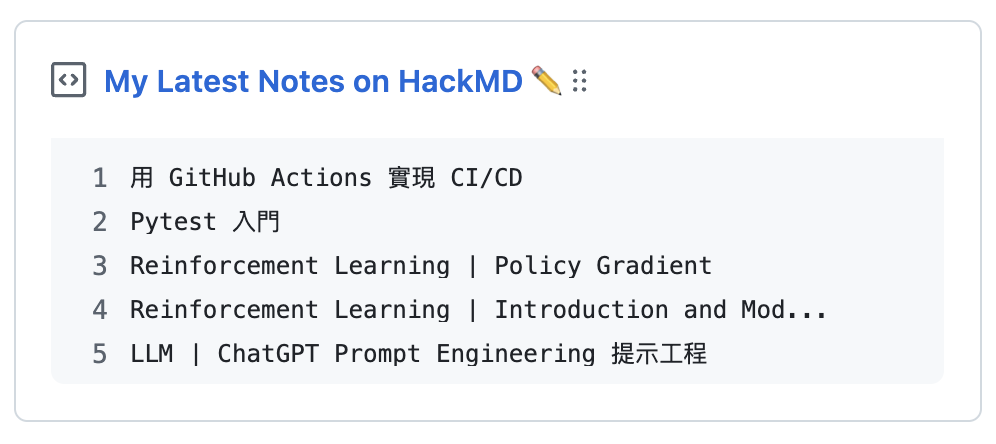 My Latest Notes on HackMD ✏️
1 用 GitHub Actions 實現 CI/CD
2 Pytest 入門
3 Reinforcement Learning | Policy Gradient
4 Reinforcement Learning | Introduction and Mod...
5 LLM | ChatGPT Prompt Engineering 提示工程